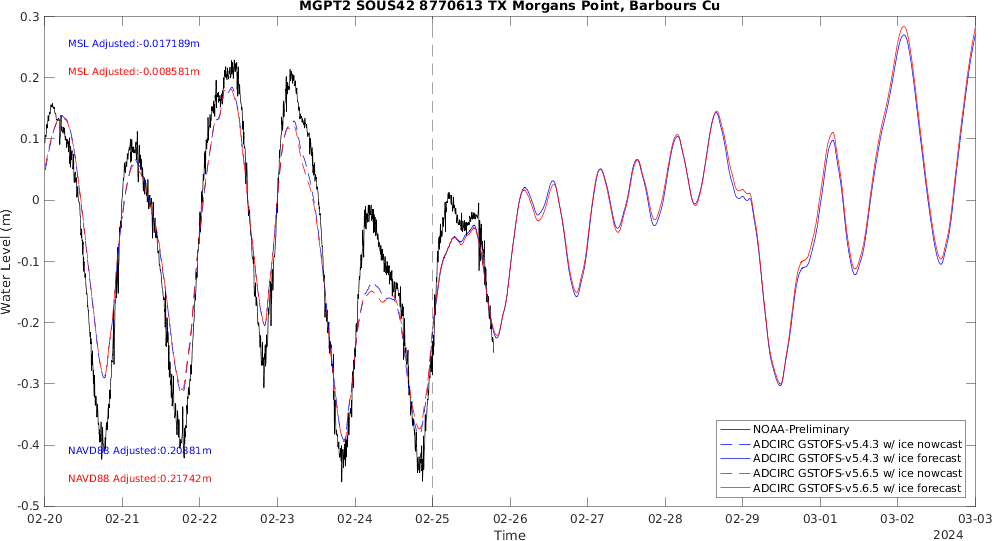 MGPT2 SOUS42 8770613 TX Morgans Point, Barbours Cu
MSL Adjusted:-0.017189m
MSL Adjusted:-0.008581m
NAVD88 Adjusted:0.20381m
NAVD88 Adjusted:0.21742m
Water Level (m)
0.3
0.2
0.1
0
-0.1
-0.2
-0.3
-0.4
-0.5
NOAA-Preliminary
ADCIRC GSTOFS-v5.4.3 w/ ice nowcast
ADCIRC GSTOFS-v5.4.3 w/ ice forecast
ADCIRC GSTOFS-v5.6.5 w/ ice nowcast
ADCIRC GSTOFS-v5.6.5 w/ ice forecast
02-20 02-21 02-22 02-23 02-24 02-25 02-26 02-27 02-28 02-29 03-01 03-02 03-03
Time
2024